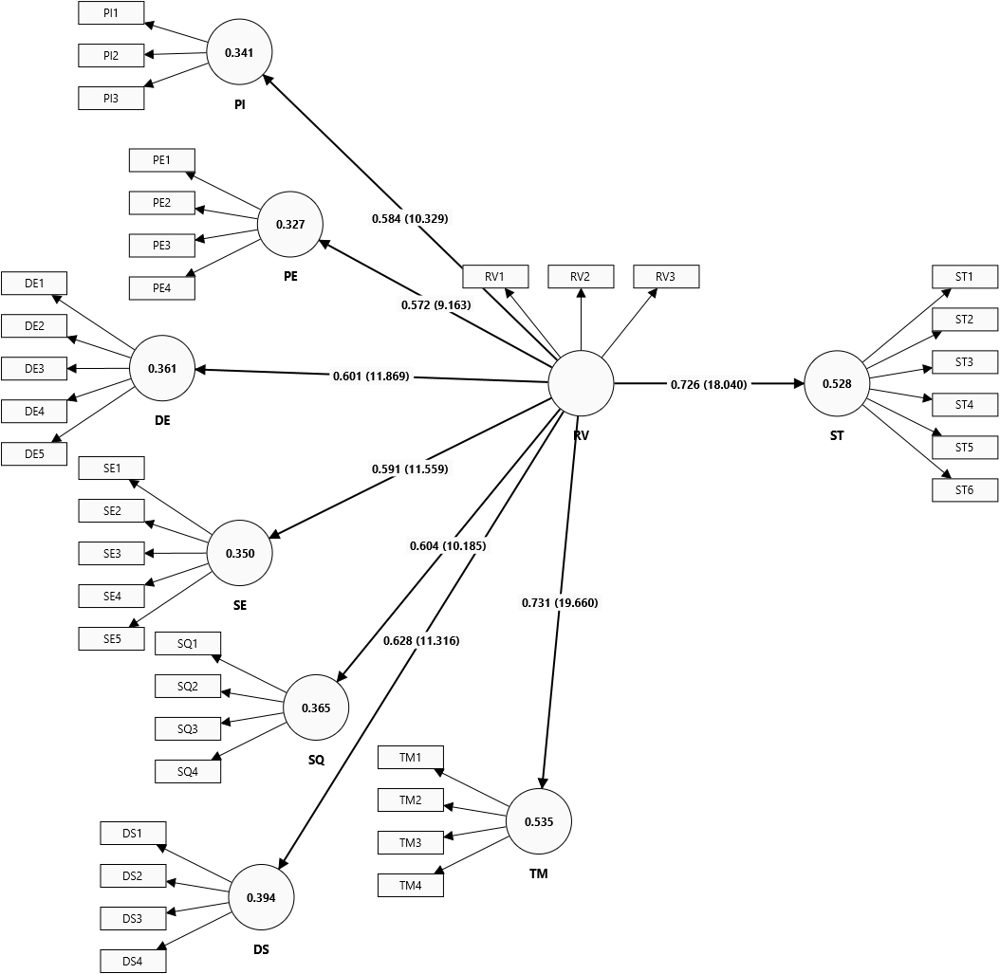 PI1
PI2
PI3
0.341
PI
PE1
PE2
PE3
PE4
0.327
PE
0.584 (10.329)
0.572 (9.163)
RV1
RV2
RV3
RV
DE1
DE2
DE3
DE4
DE5
0.361
DE
0.601 (11.869)
0.726 (18.040)
0.528
ST
ST1
ST2
ST3
ST4
ST5
ST6
SE1
SE2
SE3
SE4
SE5
0.350
SE
0.591 (11.559)
0.604 (10.185)
0.731 (19.660)
0.628 (11.316)
SQ1
SQ2
SQ3
SQ4
0.365
SQ
TM1
TM2
TM3
TM4
0.535
TM
DS1
DS2
DS3
DS4
0.394
DS